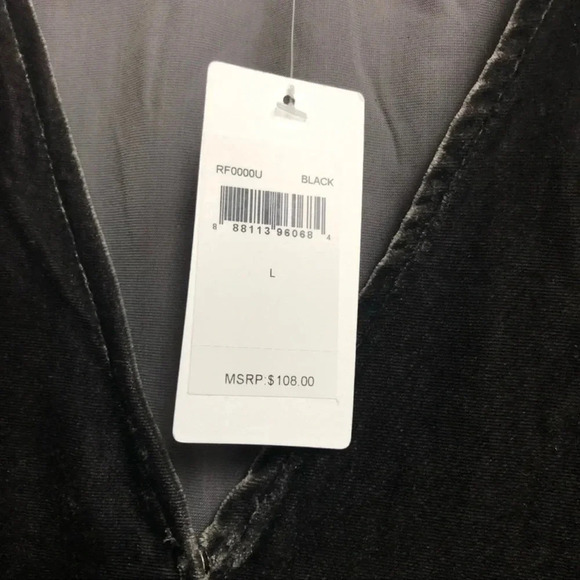 RF0000U BLACK
8 88113 96068 4
L
MSRP:$108.00